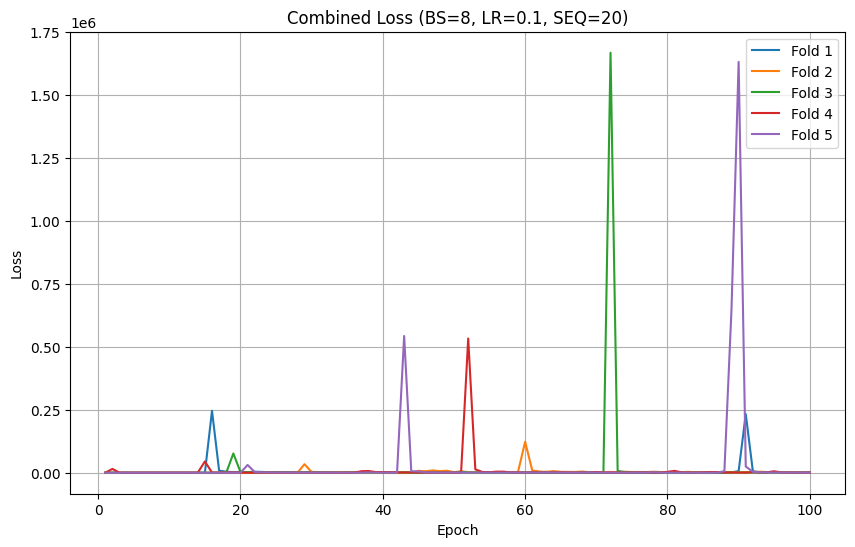 Combined Loss (BS=8, LR=0.1, SEQ=20)
1e6
1.75
1.50
1.25
1.00
0.75
0.50
0.25
0.00
Loss
0 20 40 60 80 100
Epoch
Fold 1
Fold 2
Fold 3
Fold 4
Fold 5